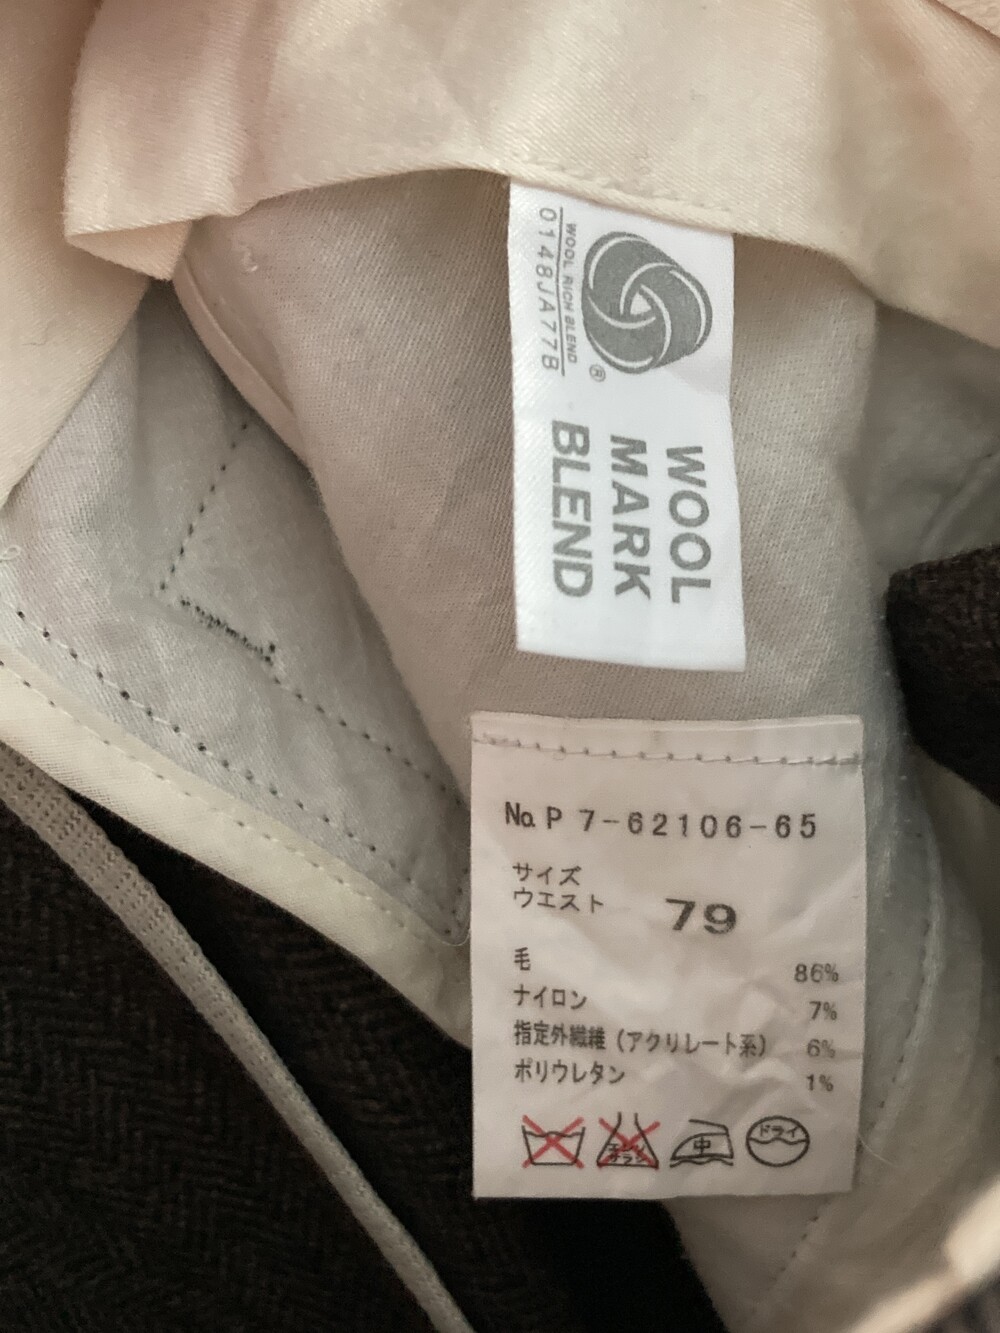 WOOL RICH BLEND
0148JA77B
®
WOOL
MARK
BLEND
No. P 7-62106-65
サイズ
ウエスト 79
毛 86%
ナイロン 7%
指定外繊維（アクリレート系） 6%
ポリウレタン 1%
中
ドライ